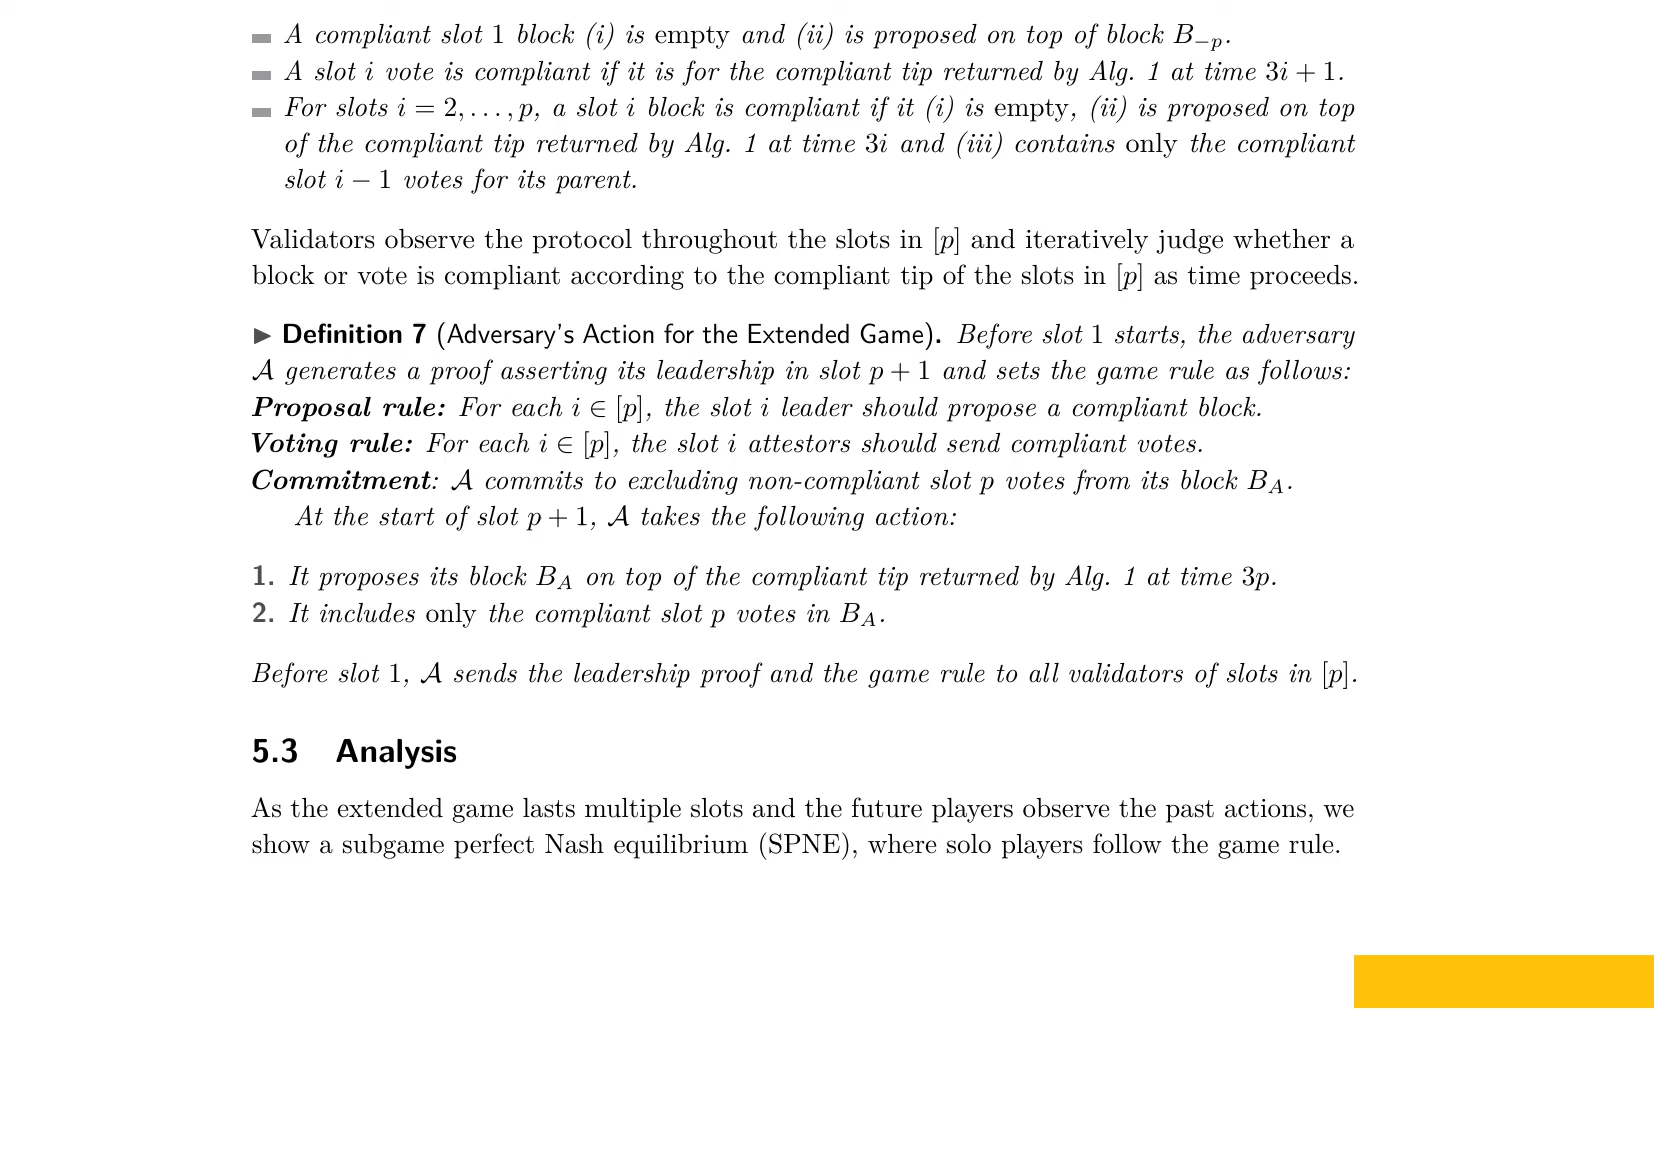 A compliant slot 1 block (i) is empty and (ii) is proposed on top of block B₋ₚ.
A slot i vote is compliant if it is for the compliant tip returned by Alg. 1 at time 3i + 1.
For slots i = 2, . . . , p, a slot i block is compliant if it (i) is empty, (ii) is proposed on top
of the compliant tip returned by Alg. 1 at time 3i and (iii) contains only the compliant
slot i − 1 votes for its parent.
Validators observe the protocol throughout the slots in [p] and iteratively judge whether a
block or vote is compliant according to the compliant tip of the slots in [p] as time proceeds.
▶ Definition 7 (Adversary's Action for the Extended Game). Before slot 1 starts, the adversary
𝒜 generates a proof asserting its leadership in slot p + 1 and sets the game rule as follows:
Proposal rule: For each i ∈ [p], the slot i leader should propose a compliant block.
Voting rule: For each i ∈ [p], the slot i attestors should send compliant votes.
Commitment: 𝒜 commits to excluding non-compliant slot p votes from its block B_A.
At the start of slot p + 1, 𝒜 takes the following action:
1. It proposes its block B_A on top of the compliant tip returned by Alg. 1 at time 3p.
2. It includes only the compliant slot p votes in B_A.
Before slot 1, 𝒜 sends the leadership proof and the game rule to all validators of slots in [p].
5.3 Analysis
As the extended game lasts multiple slots and the future players observe the past actions, we
show a subgame perfect Nash equilibrium (SPNE), where solo players follow the game rule.